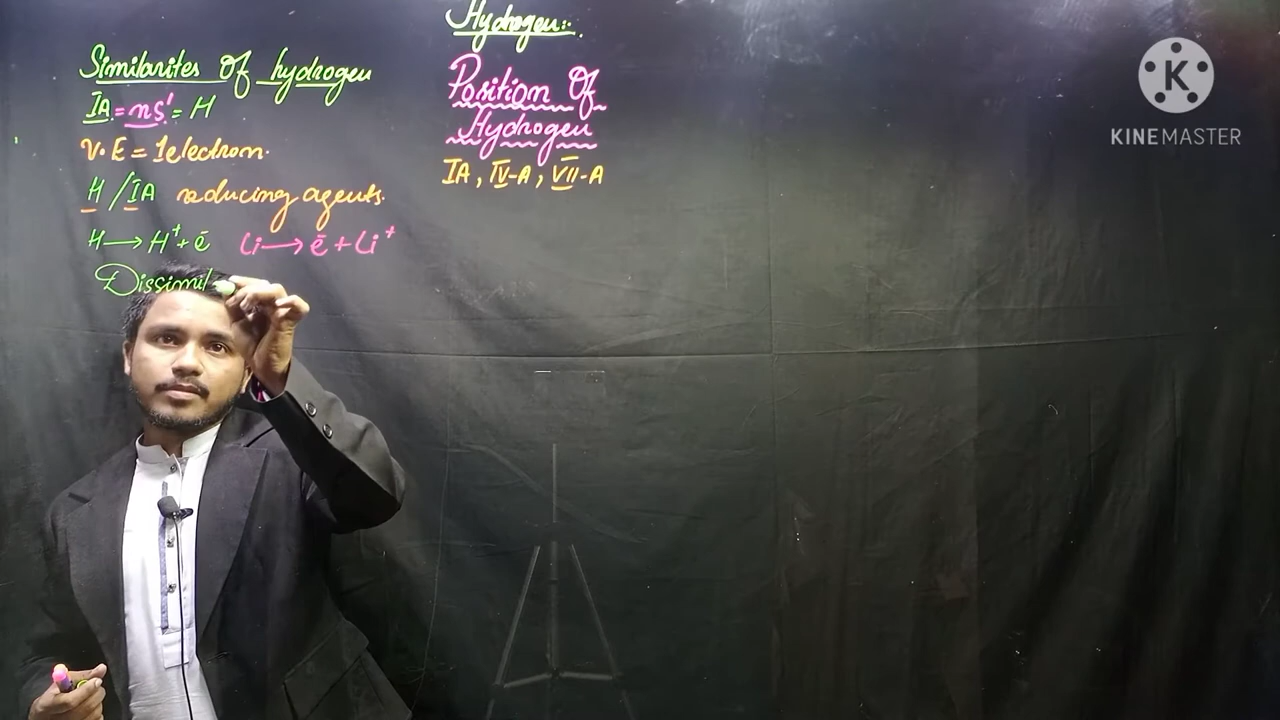 Hydrogen:-
Position Of
Hydrogen
IA, IV-A, VII-A
Similarites Of hydrogen
IA = ns¹ = H
V.E = 1electron.
H/IA reducing agents.
H → H⁺ + ē Li → ē + Li⁺
Dissimil
K
KINEMASTER